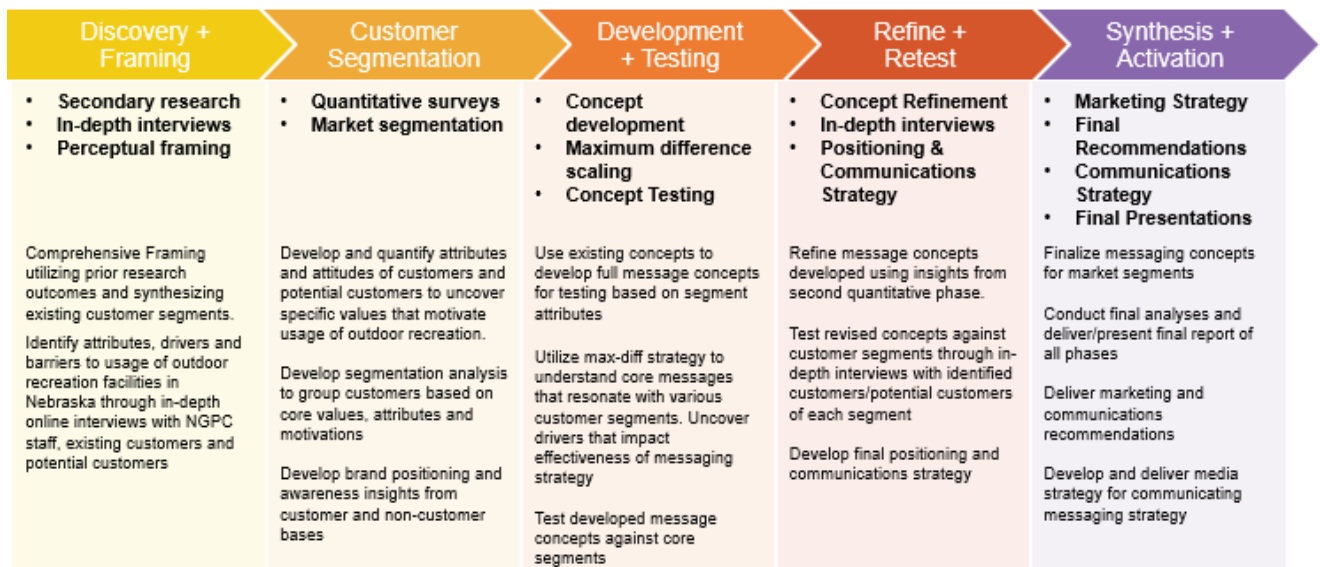 Discovery +
Framing
Customer
Segmentation
Development
+ Testing
Refine +
Retest
Synthesis +
Activation
• Secondary research
• In-depth interviews
• Perceptual framing
Comprehensive Framing
utilizing prior research
outcomes and synthesizing
existing customer segments.
Identify attributes, drivers and
barriers to usage of outdoor
recreation facilities in
Nebraska through in-depth
online interviews with NGPC
staff, existing customers and
potential customers
• Quantitative surveys
• Market segmentation
Develop and quantify attributes
and attitudes of customers and
potential customers to uncover
specific values that motivate
usage of outdoor recreation.
Develop segmentation analysis
to group customers based on
core values, attributes and
motivations
Develop brand positioning and
awareness insights from
customer and non-customer
bases
• Concept
development
• Maximum difference
scaling
• Concept Testing
Use existing concepts to
develop full message concepts
for testing based on segment
attributes
Utilize max-diff strategy to
understand core messages
that resonate with various
customer segments. Uncover
drivers that impact
effectiveness of messaging
strategy
Test developed message
concepts against core
segments
• Concept Refinement
• In-depth interviews
• Positioning &
Communications
Strategy
Refine message concepts
developed using insights from
second quantitative phase.
Test revised concepts against
customer segments through in-
depth interviews with identified
customers/potential customers
of each segment
Develop final positioning and
communications strategy
• Marketing Strategy
• Final
Recommendations
• Communications
Strategy
• Final Presentations
Finalize messaging concepts
for market segments
Conduct final analyses and
deliver/present final report of
all phases
Deliver marketing and
communications
recommendations
Develop and deliver media
strategy for communicating
messaging strategy